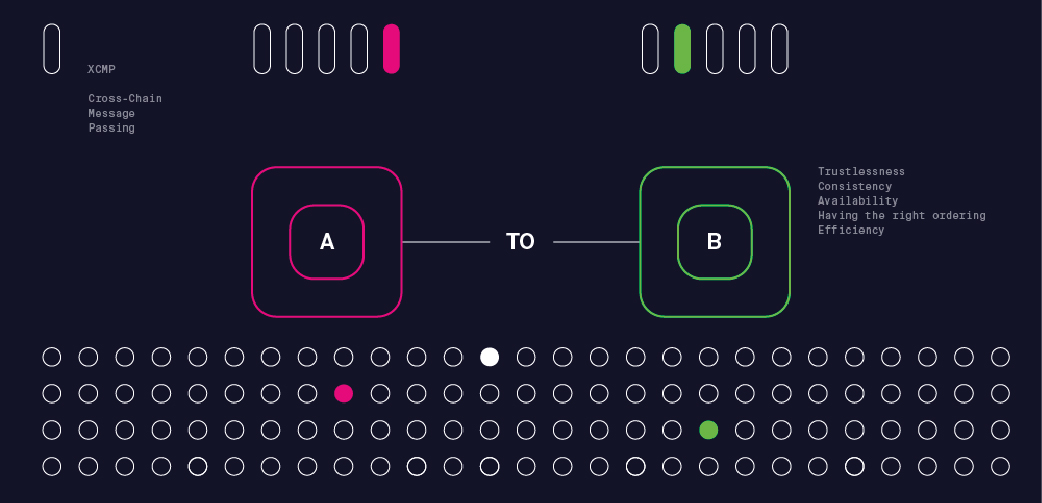 XCMP
Cross-Chain
Message
Passing
A TO B
Trustlessness
Consistency
Availability
Having the right ordering
Efficiency